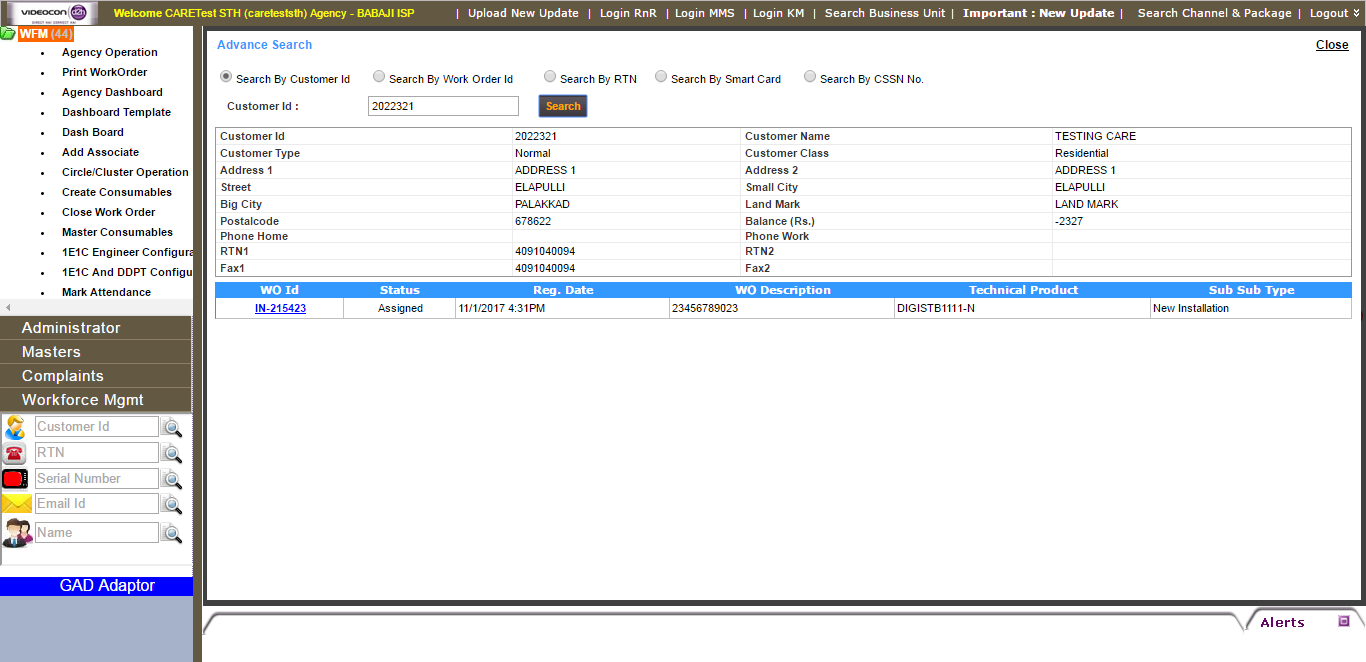 VIDEOCON d2h
DIRECT HAI CORRECT HAI
Welcome CARETest STH (careteststh) Agency - BABAJI ISP
| Upload New Update | Login RnR | Login MMS | Login KM | Search Business Unit | Important : New Update | Search Channel & Package | Logout
WFM (44)
Agency Operation
Print WorkOrder
Agency Dashboard
Dashboard Template
Dash Board
Add Associate
Circle/Cluster Operation
Create Consumables
Close Work Order
Master Consumables
1E1C Engineer Configura
1E1C And DDPT Configu
Mark Attendance
Administrator
Masters
Complaints
Workforce Mgmt
Customer Id
RTN
Serial Number
Email Id
Name
GAD Adaptor
Advance Search
Close
Search By Customer Id Search By Work Order Id Search By RTN Search By Smart Card Search By CSSN No.
Customer Id : 2022321 Search
Customer Id 2022321 Customer Name TESTING CARE
Customer Type Normal Customer Class Residential
Address 1 ADDRESS 1 Address 2 ADDRESS 1
Street ELAPULLI Small City ELAPULLI
Big City PALAKKAD Land Mark LAND MARK
Postalcode 678622 Balance (Rs.) -2327
Phone Home Phone Work
RTN1 4091040094 RTN2
Fax1 4091040094 Fax2
WO Id Status Reg. Date WO Description Technical Product Sub Sub Type
IN-215423 Assigned 11/1/2017 4:31PM 23456789023 DIGISTB1111-N New Installation
Alerts